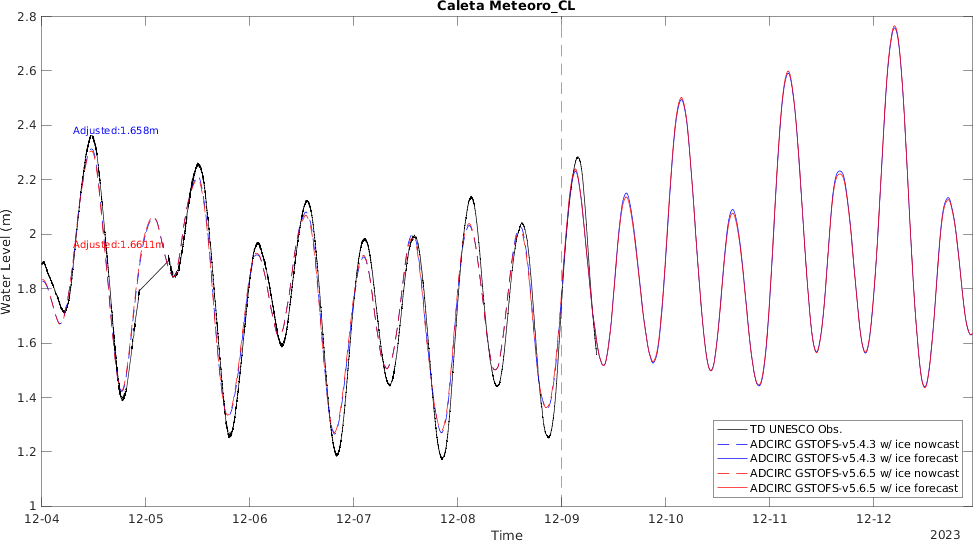 Caleta Meteoro_CL
2.8
2.6
2.4
2.2
2
1.8
1.6
1.4
1.2
1
Water Level (m)
Adjusted:1.658m
Adjusted:1.6611m
TD UNESCO Obs.
ADCIRC GSTOFS-v5.4.3 w/ ice nowcast
ADCIRC GSTOFS-v5.4.3 w/ ice forecast
ADCIRC GSTOFS-v5.6.5 w/ ice nowcast
ADCIRC GSTOFS-v5.6.5 w/ ice forecast
12-04 12-05 12-06 12-07 12-08 12-09 12-10 12-11 12-12
Time
2023